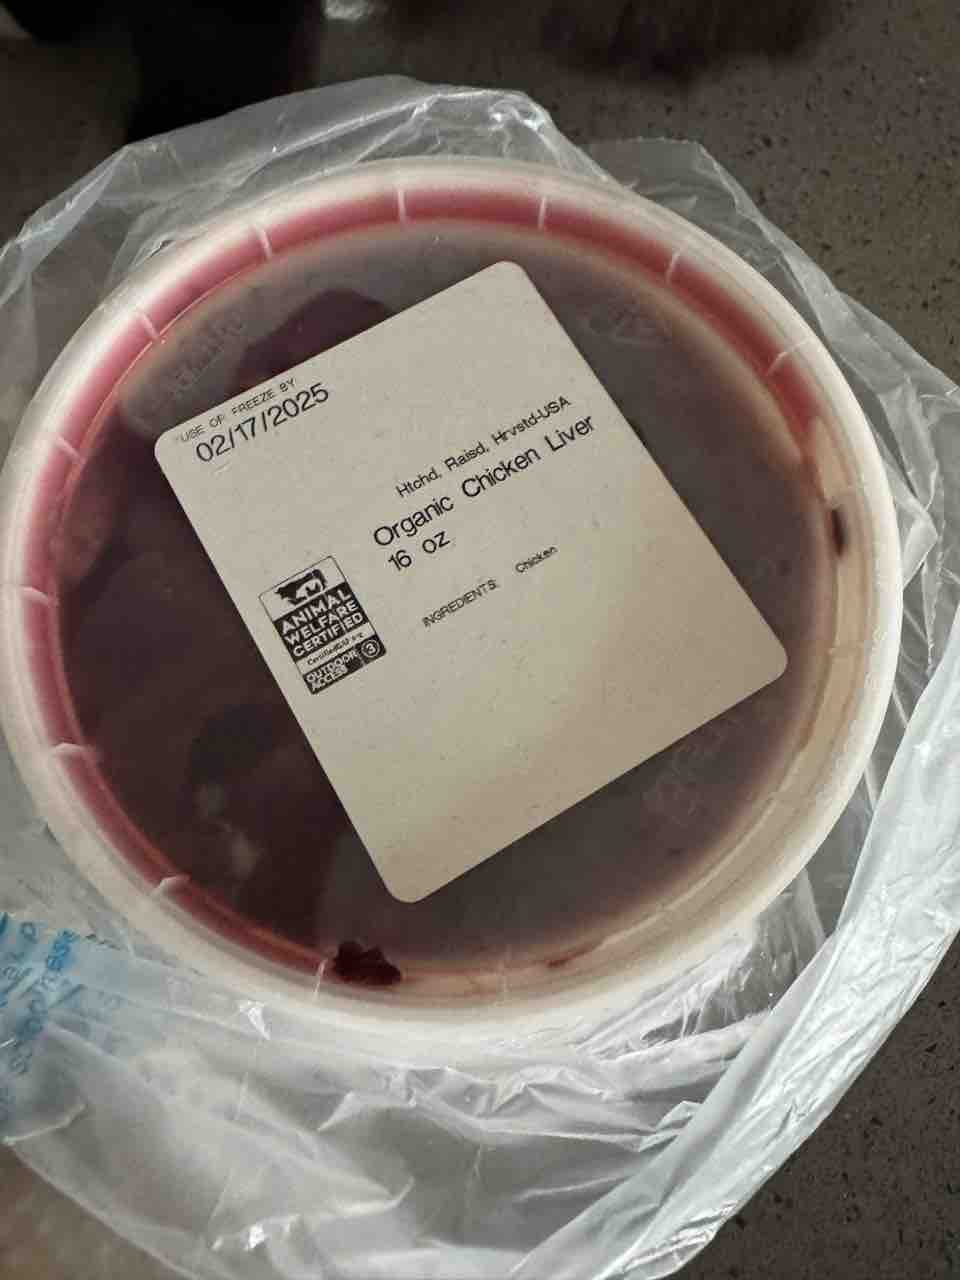 USE OR FREEZE BY
02/17/2025
Htchd, Raisd, Hrvstd-USA
Organic Chicken Liver
16 oz
INGREDIENTS: Chicken
ANIMAL
WELFARE
CERTIFIED
OUTDOOR
ACCESS
3